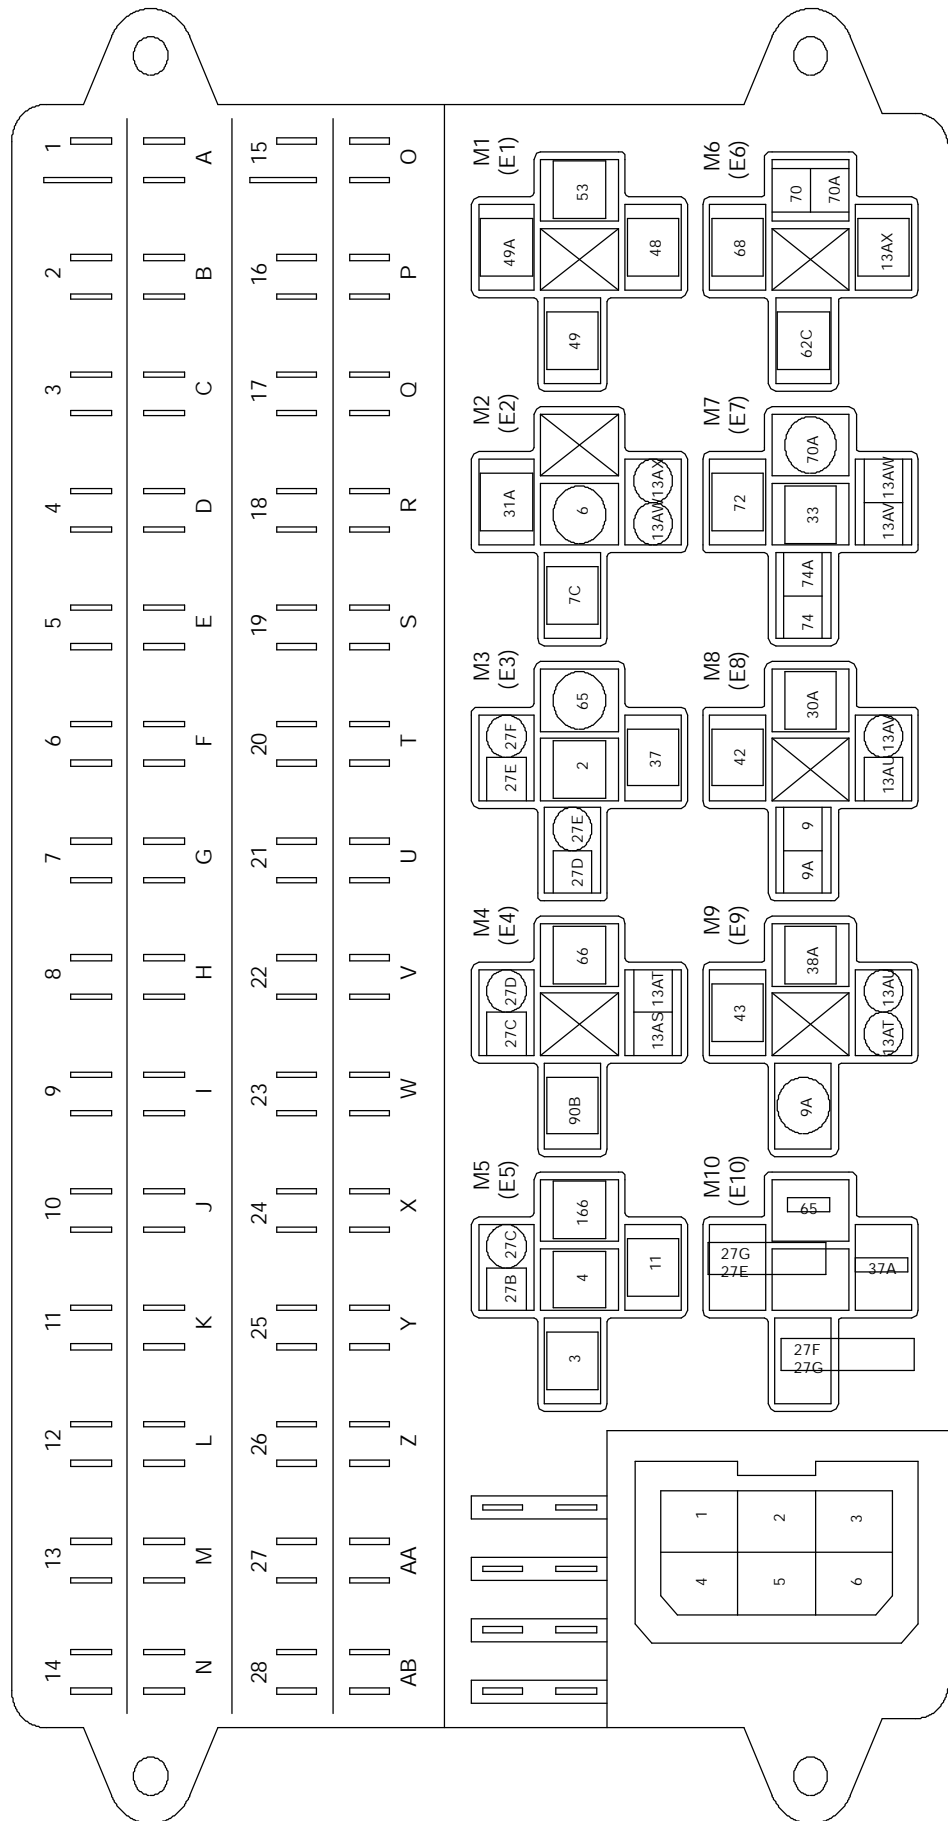 1
2
3
4
5
6
7
8
9
10
11
12
13
14
A
B
C
D
E
F
G
H
I
J
K
L
M
N
15
16
17
18
19
20
21
22
23
24
25
26
27
28
O
P
Q
R
S
T
U
V
W
X
Y
Z
AA
AB
M1
(E1)
53
49A
48
49
M2
(E2)
31A
6
13AW
13AX
7C
M3
(E3)
65
27E
27F
2
37
27D
27E
M4
(E4)
66
27C
27D
13AS
13AT
90B
M5
(E5)
166
27B
27C
4
11
3
M6
(E6)
70
70A
68
13AX
62C
M7
(E7)
70A
72
33
13AV
13AW
74
74A
M8
(E8)
30A
42
13AU
13AV
9A
9
M9
(E9)
38A
43
13AT
13AU
9A
M10
(E10)
65
27G
27E
37A
27F
27G
1
2
3
4
5
6